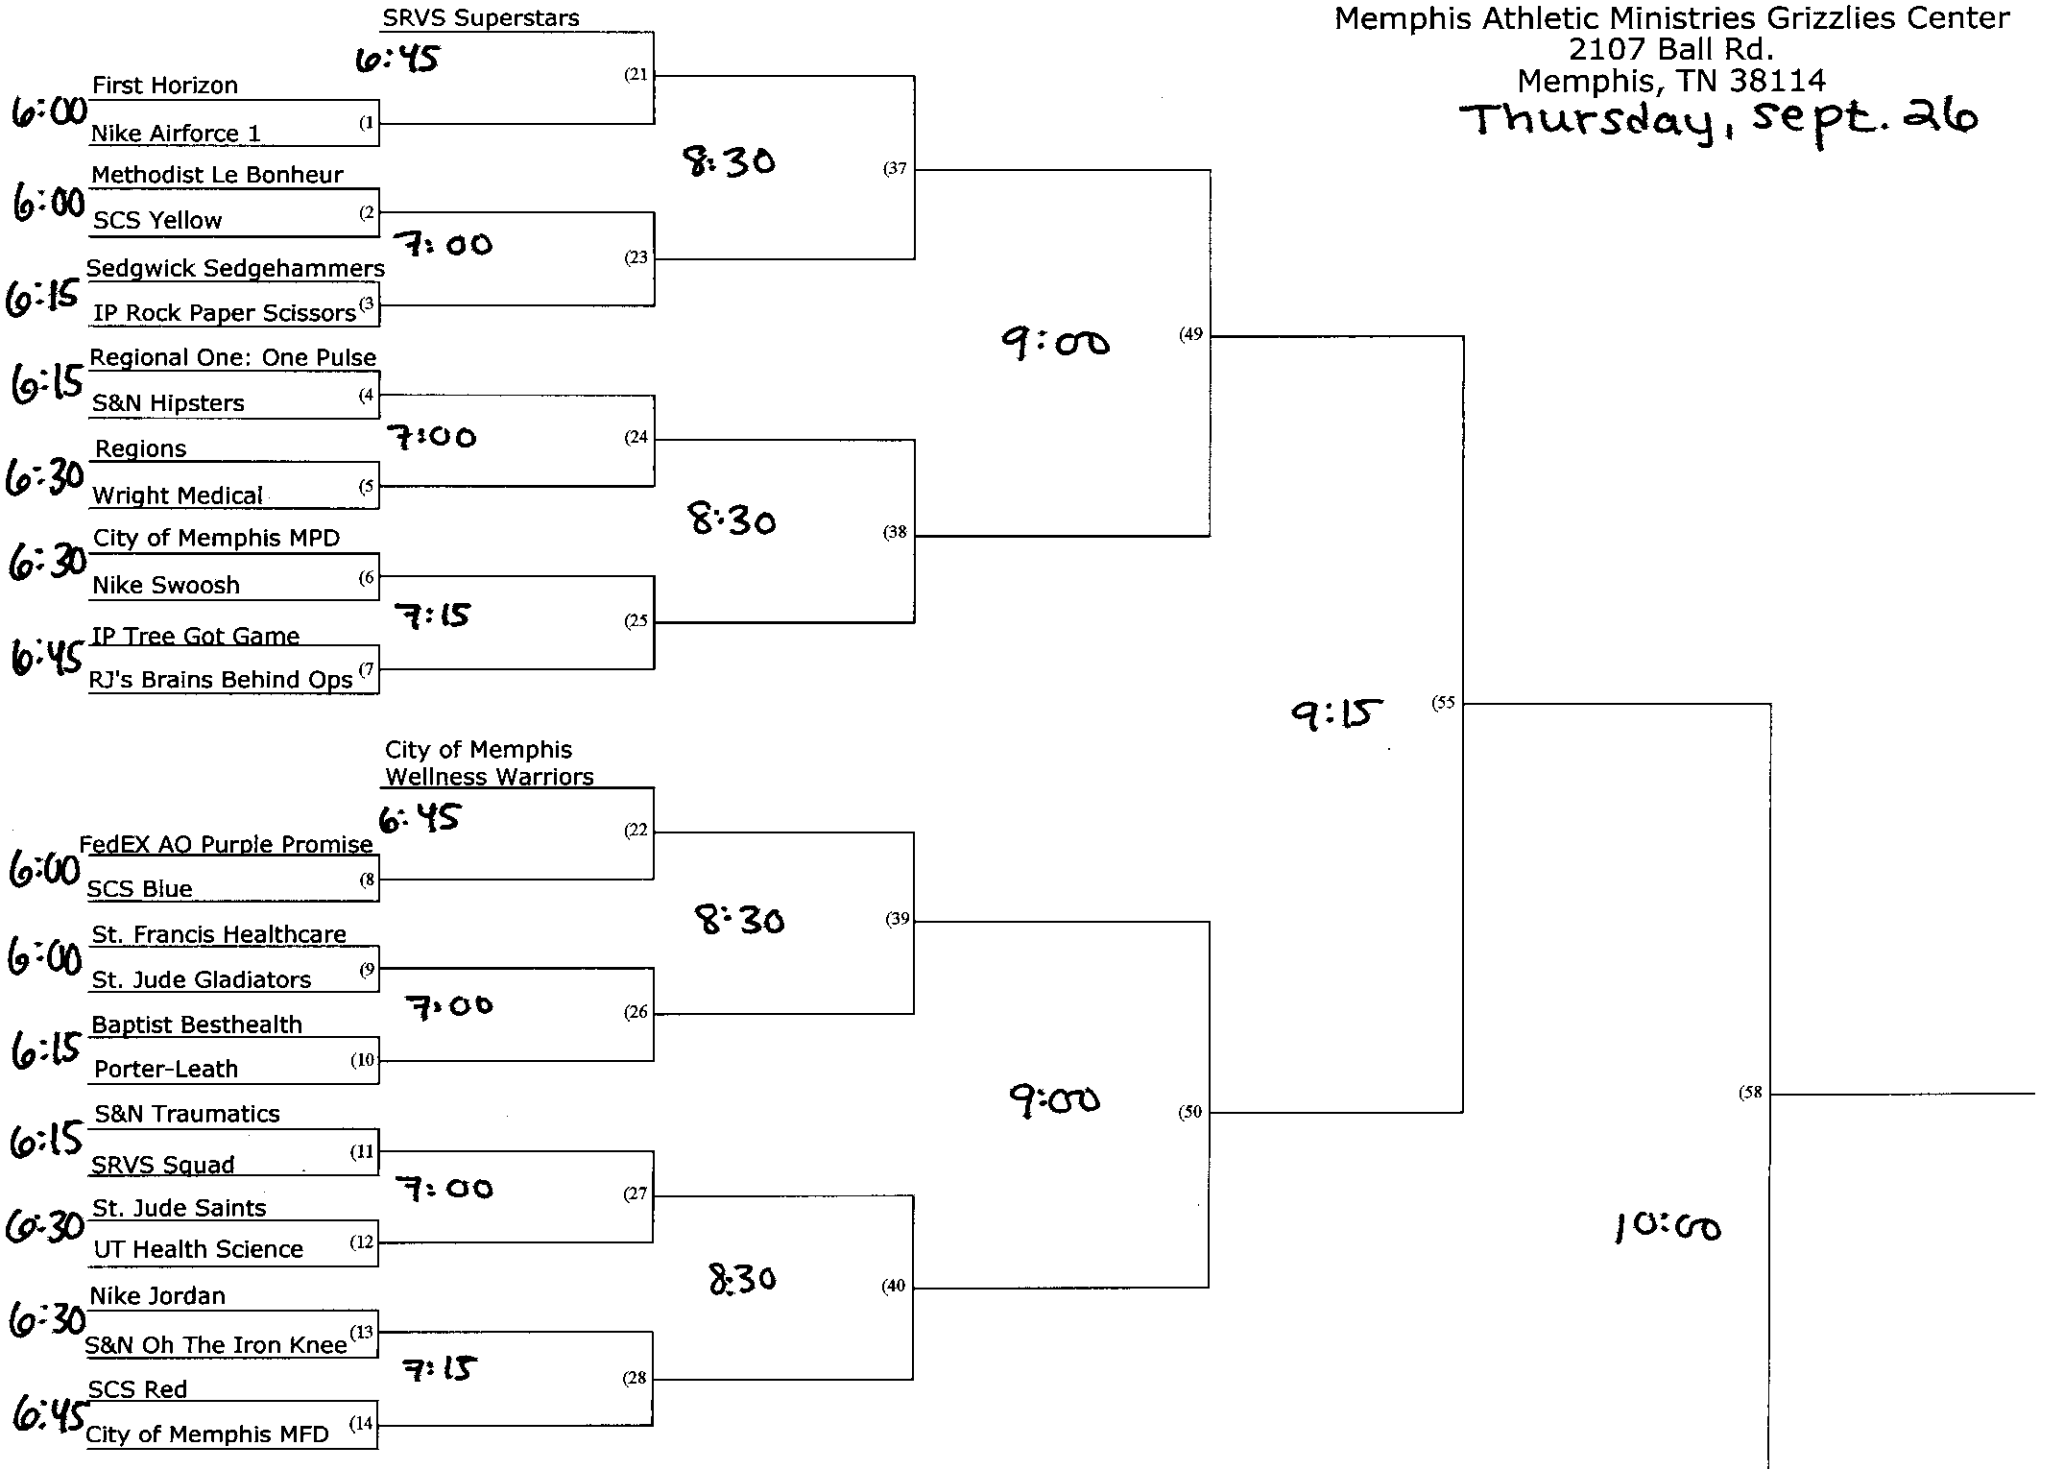 SRVS Superstars
Memphis Athletic Ministries Grizzlies Center
2107 Ball Rd.
Memphis, TN 38114
Thursday, sept. 26
6:45
(21
First Horizon
6:00
(1
Nike Airforce 1
8:30
(37
Methodist Le Bonheur
6:00
(2
SCS Yellow
7:00
(23
Sedgwick Sedgehammers
6:15
(3
IP Rock Paper Scissors
9:00
(49
Regional One: One Pulse
6:15
(4
S&N Hipsters
7:00
(24
Regions
6:30
(5
Wright Medical
8:30
(38
City of Memphis MPD
6:30
(6
Nike Swoosh
7:15
(25
IP Tree Got Game
6:45
(7
RJ's Brains Behind Ops
9:15
(55
City of Memphis
Wellness Warriors
6:45
(22
FedEX AO Purple Promise
6:00
(8
SCS Blue
8:30
(39
St. Francis Healthcare
6:00
(9
St. Jude Gladiators
7:00
(26
Baptist Besthealth
6:15
(10
Porter-Leath
9:00
(50
(58
S&N Traumatics
6:15
(11
SRVS Squad
7:00
(27
St. Jude Saints
6:30
(12
UT Health Science
10:00
8:30
(40
Nike Jordan
6:30
(13
S&N Oh The Iron Knee
7:15
(28
SCS Red
6:45
(14
City of Memphis MFD